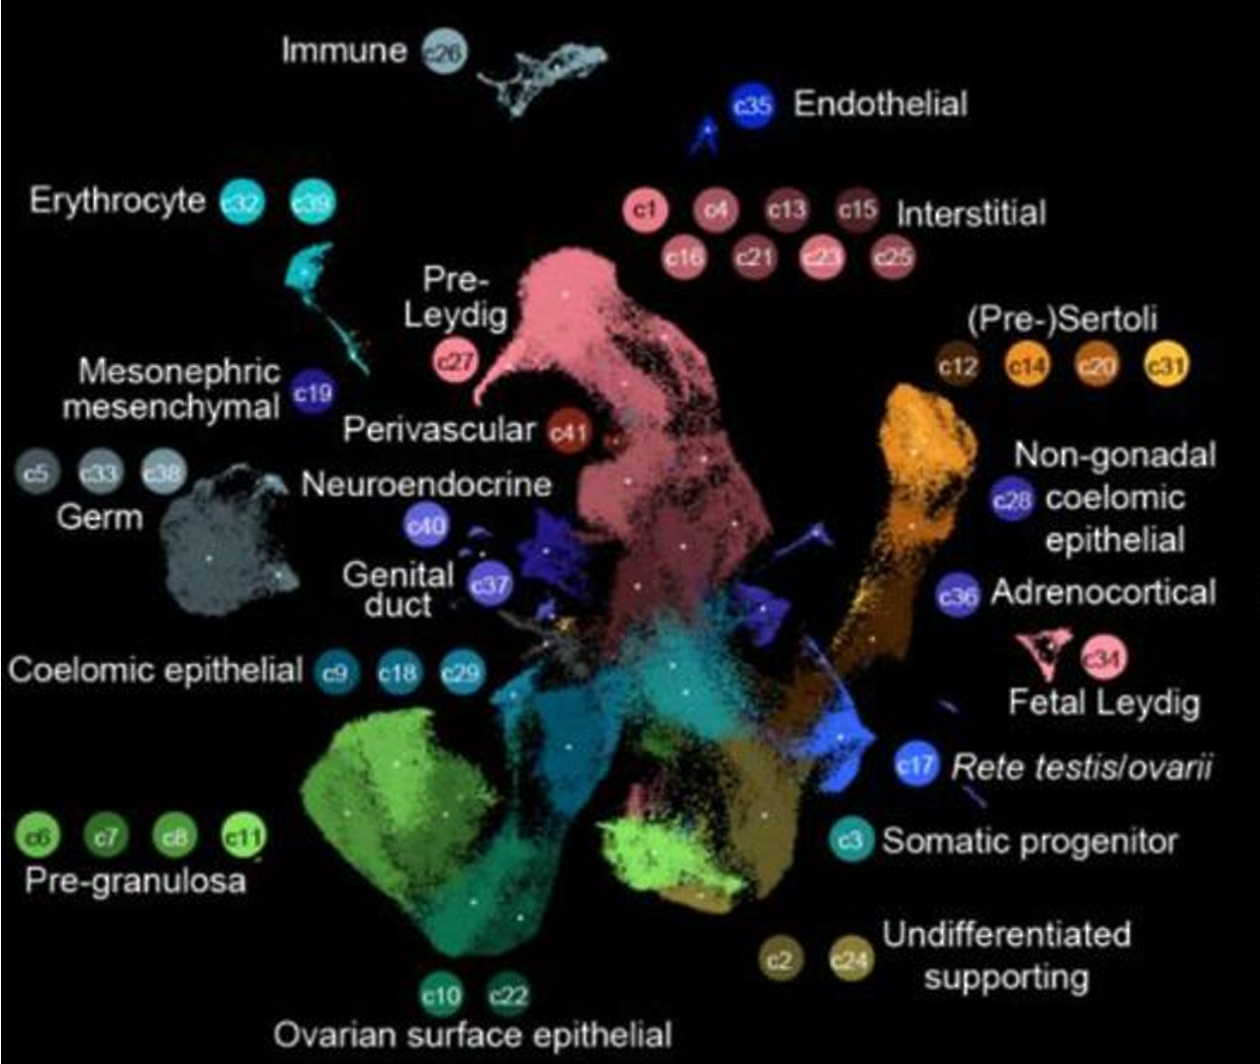 Immune c26
c35 Endothelial
Erythrocyte c32 c39
c1 c4 c13 c15 Interstitial
c16 c21 c23 c25
Pre-
Leydig
c27
(Pre-)Sertoli
c12 c14 c20 c31
Mesonephric
mesenchymal
c19
Perivascular c41
c5 c33 c38
Germ
Neuroendocrine
c40
Non-gonadal
coelomic
epithelial
c28
Genital
duct
c37
c36 Adrenocortical
c34
Fetal Leydig
Coelomic epithelial c9 c18 c29
c17 Rete testis/ovarii
c6 c7 c8 c11
Pre-granulosa
c3 Somatic progenitor
c2 c24
Undifferentiated
supporting
c10 c22
Ovarian surface epithelial